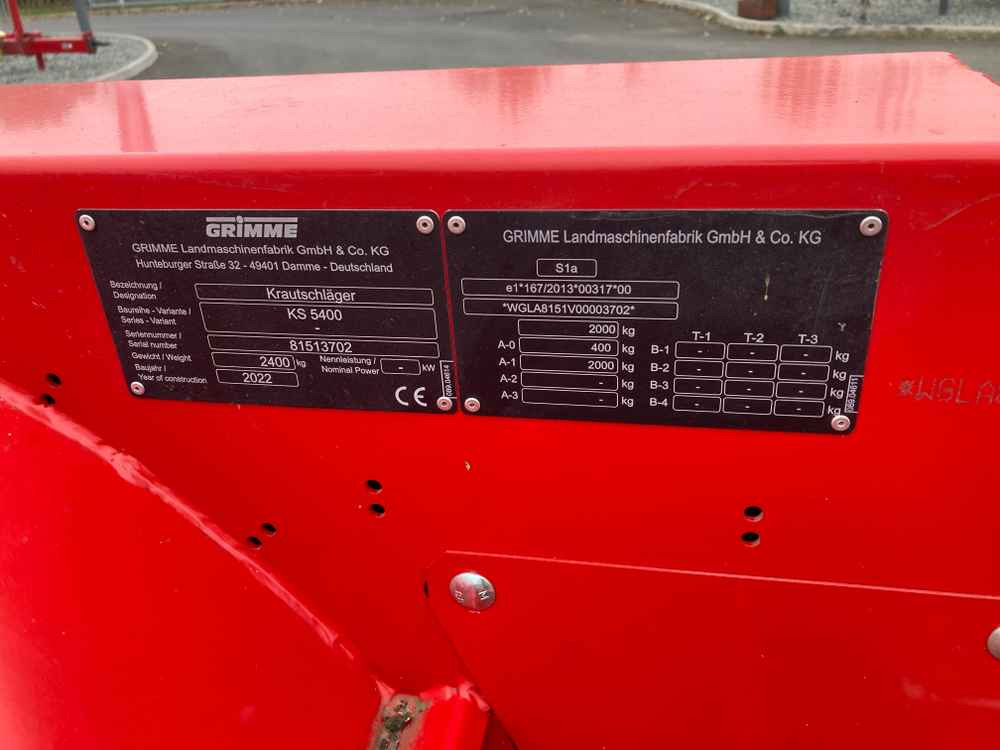 GRIMME
GRIMME Landmaschinenfabrik GmbH & Co. KG
Hunteburger Straße 32 - 49401 Damme - Deutschland
Bezeichnung / Designation Krautschläger
Baureihe - Variante / Series - Variant KS 5400
-
Seriennummer / Serial number 81513702
Gewicht / Weight 2400 kg Nennleistung / Nominal Power - kW
Baujahr / Year of construction 2022
CE
GRIMME Landmaschinenfabrik GmbH & Co. KG
S1a
e1*167/2013*00317*00
*WGLA8151V00003702*
2000 kg T-1 T-2 T-3
A-0 400 kg B-1 - - - kg
A-1 2000 kg B-2 - - - kg
A-2 - kg B-3 - - - kg
A-3 - kg B-4 - - - kg
*WGLA